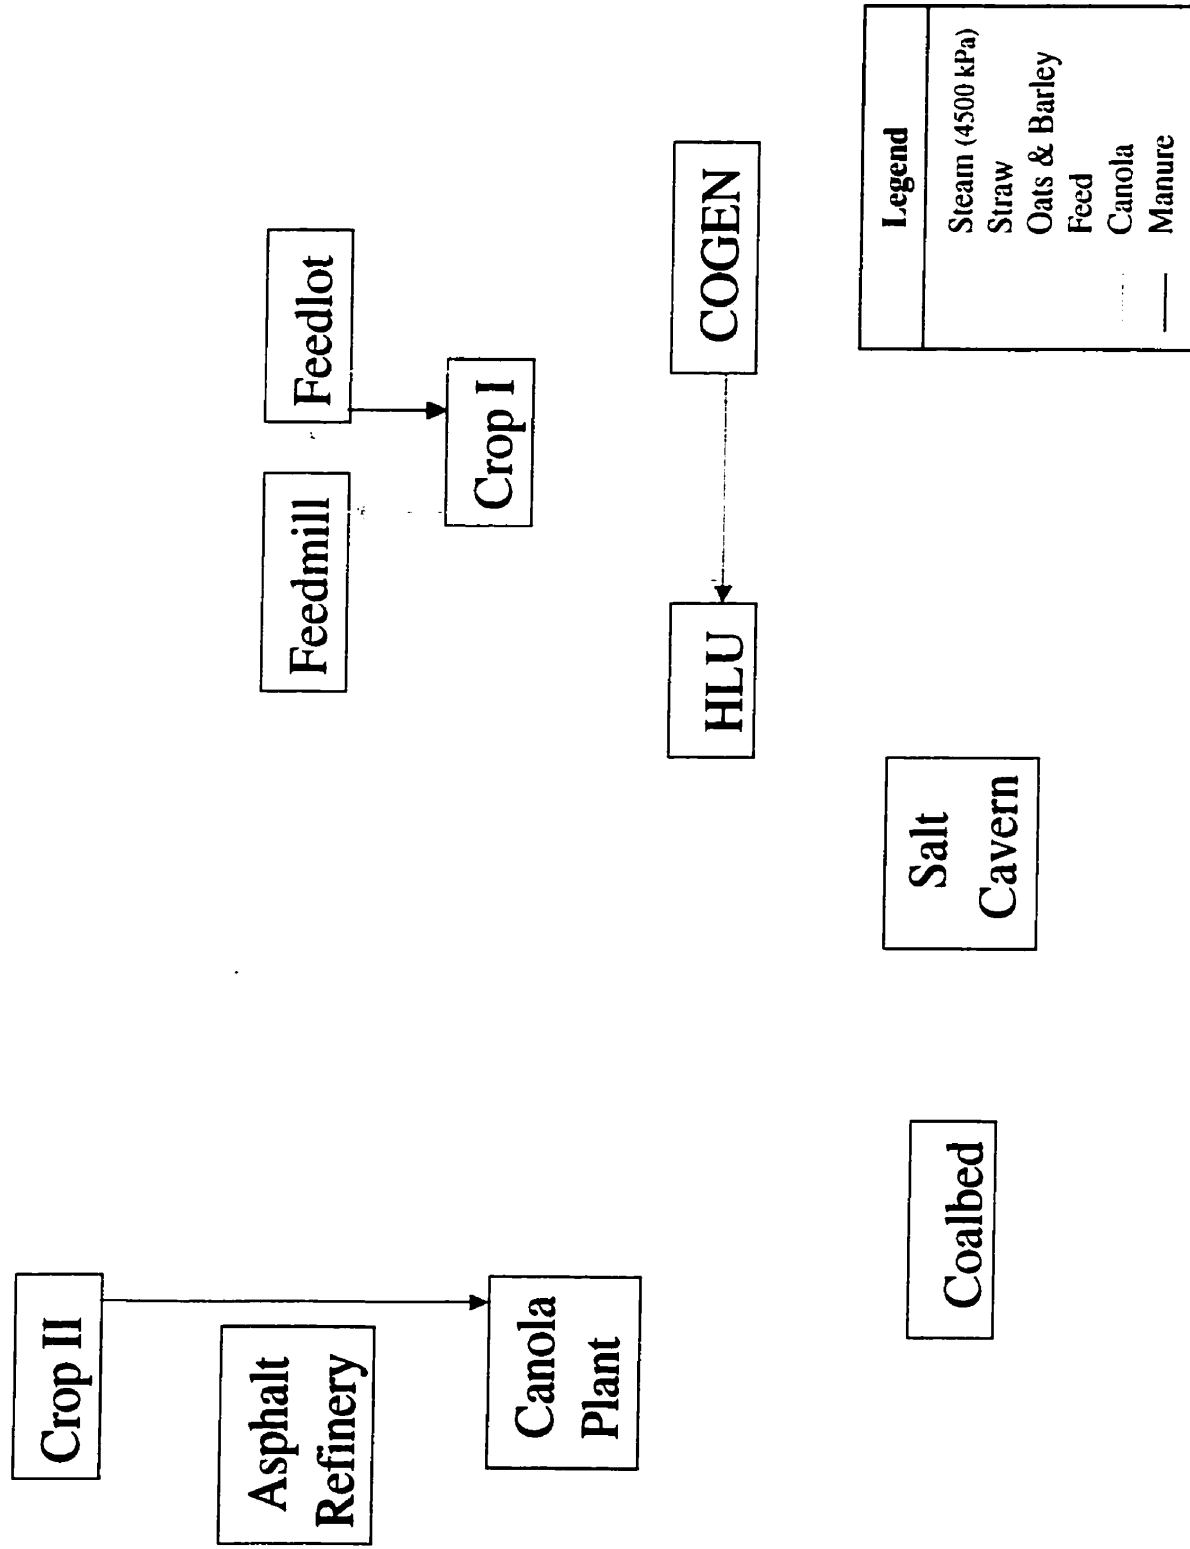 Crop II
Asphalt
Refinery
Feedmill
Feedlot
Canola
Plant
Crop I
HLU
COGEN
Coalbed
Salt
Cavern
Legend
Steam (4500 kPa)
Straw
Oats & Barley
Feed
Canola
Manure